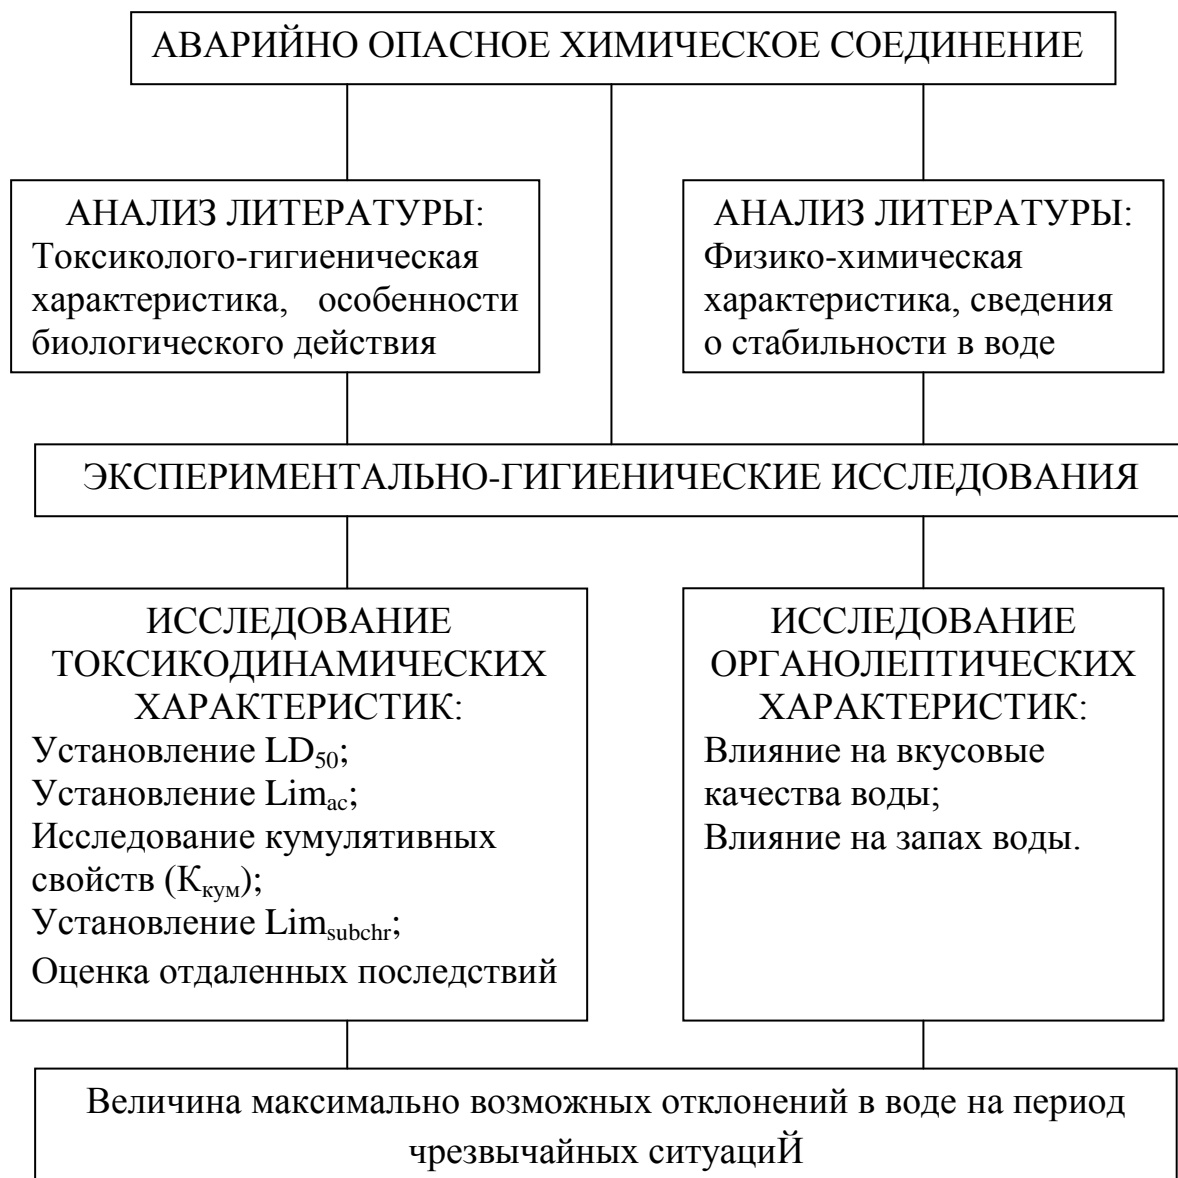 АВАРИЙНО ОПАСНОЕ ХИМИЧЕСКОЕ СОЕДИНЕНИЕ
АНАЛИЗ ЛИТЕРАТУРЫ:
Токсиколого-гигиеническая
характеристика, особенности
биологического действия
АНАЛИЗ ЛИТЕРАТУРЫ:
Физико-химическая
характеристика, сведения
о стабильности в воде
ЭКСПЕРИМЕНТАЛЬНО-ГИГИЕНИЧЕСКИЕ ИССЛЕДОВАНИЯ
ИССЛЕДОВАНИЕ
ТОКСИКОДИНАМИЧЕСКИХ
ХАРАКТЕРИСТИК:
Установление LD50;
Установление Limac;
Исследование кумулятивных
свойств (Ккум);
Установление Limsubchr;
Оценка отдаленных последствий
ИССЛЕДОВАНИЕ
ОРГАНОЛЕПТИЧЕСКИХ
ХАРАКТЕРИСТИК:
Влияние на вкусовые
качества воды;
Влияние на запах воды.
Величина максимально возможных отклонений в воде на период
чрезвычайных ситуациЙ